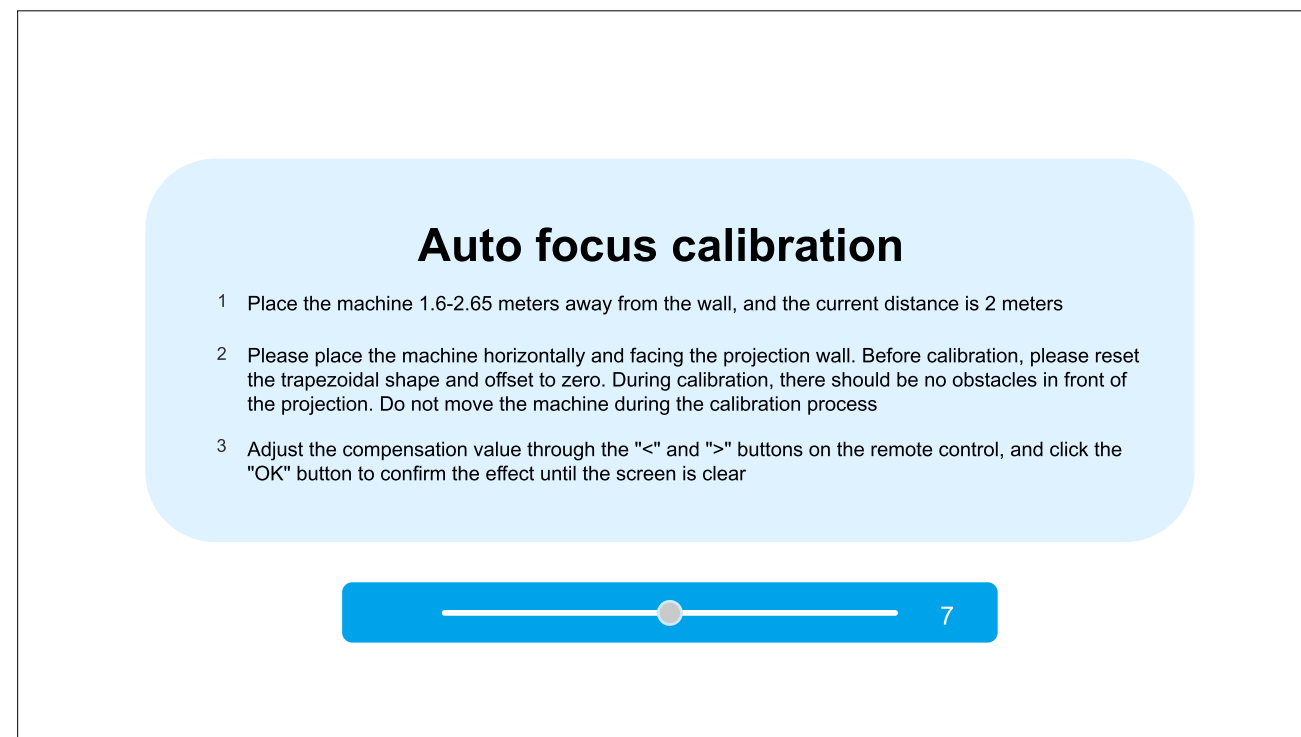 Auto focus calibration
1 Place the machine 1.6-2.65 meters away from the wall, and the current distance is 2 meters
2 Please place the machine horizontally and facing the projection wall. Before calibration, please reset
the trapezoidal shape and offset to zero. During calibration, there should be no obstacles in front of
the projection. Do not move the machine during the calibration process
3 Adjust the compensation value through the "<" and ">" buttons on the remote control, and click the
"OK" button to confirm the effect until the screen is clear
7